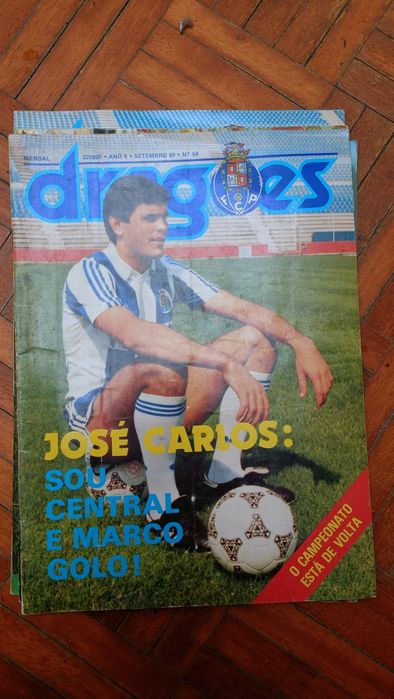 MENSAL 220$00 • ANO 5 • SETEMBRO 89 • N.º 54
dragões
FCP
JOSÉ CARLOS:
SOU
CENTRAL
E MARCO
GOLO!
O CAMPEONATO
ESTÁ DE VOLTA